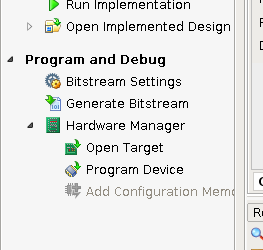 Run Implementation
Open Implemented Design
Program and Debug
Bitstream Settings
Generate Bitstream
Hardware Manager
Open Target
Program Device
Add Configuration Memo